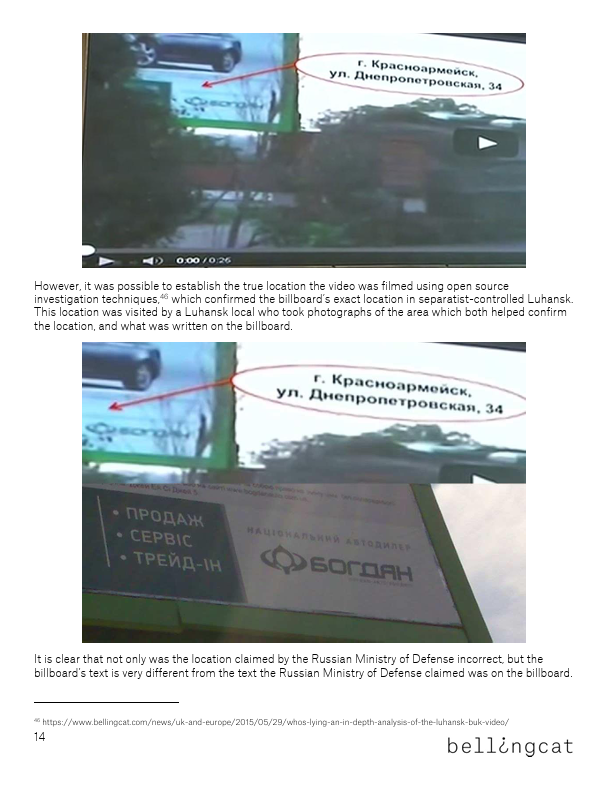 г. Красноармейск,
ул. Днепропетровская, 34
БОГДАН
0:00 / 0:26
However, it was possible to establish the true location the video was filmed using open source
investigation techniques,46 which confirmed the billboard's exact location in separatist-controlled Luhansk.
This location was visited by a Luhansk local who took photographs of the area which both helped confirm
the location, and what was written on the billboard.
г. Красноармейск,
ул. Днепропетровская, 34
БОГДАН
• ПРОДАЖ
• СЕРВІС
• ТРЕЙД-ІН
НАЦІОНАЛЬНИЙ АВТОДИЛЕР
БОГДАН
It is clear that not only was the location claimed by the Russian Ministry of Defense incorrect, but the
billboard's text is very different from the text the Russian Ministry of Defense claimed was on the billboard.
46 https://www.bellingcat.com/news/uk-and-europe/2015/05/29/whos-lying-an-in-depth-analysis-of-the-luhansk-buk-video/
14
bellingcat